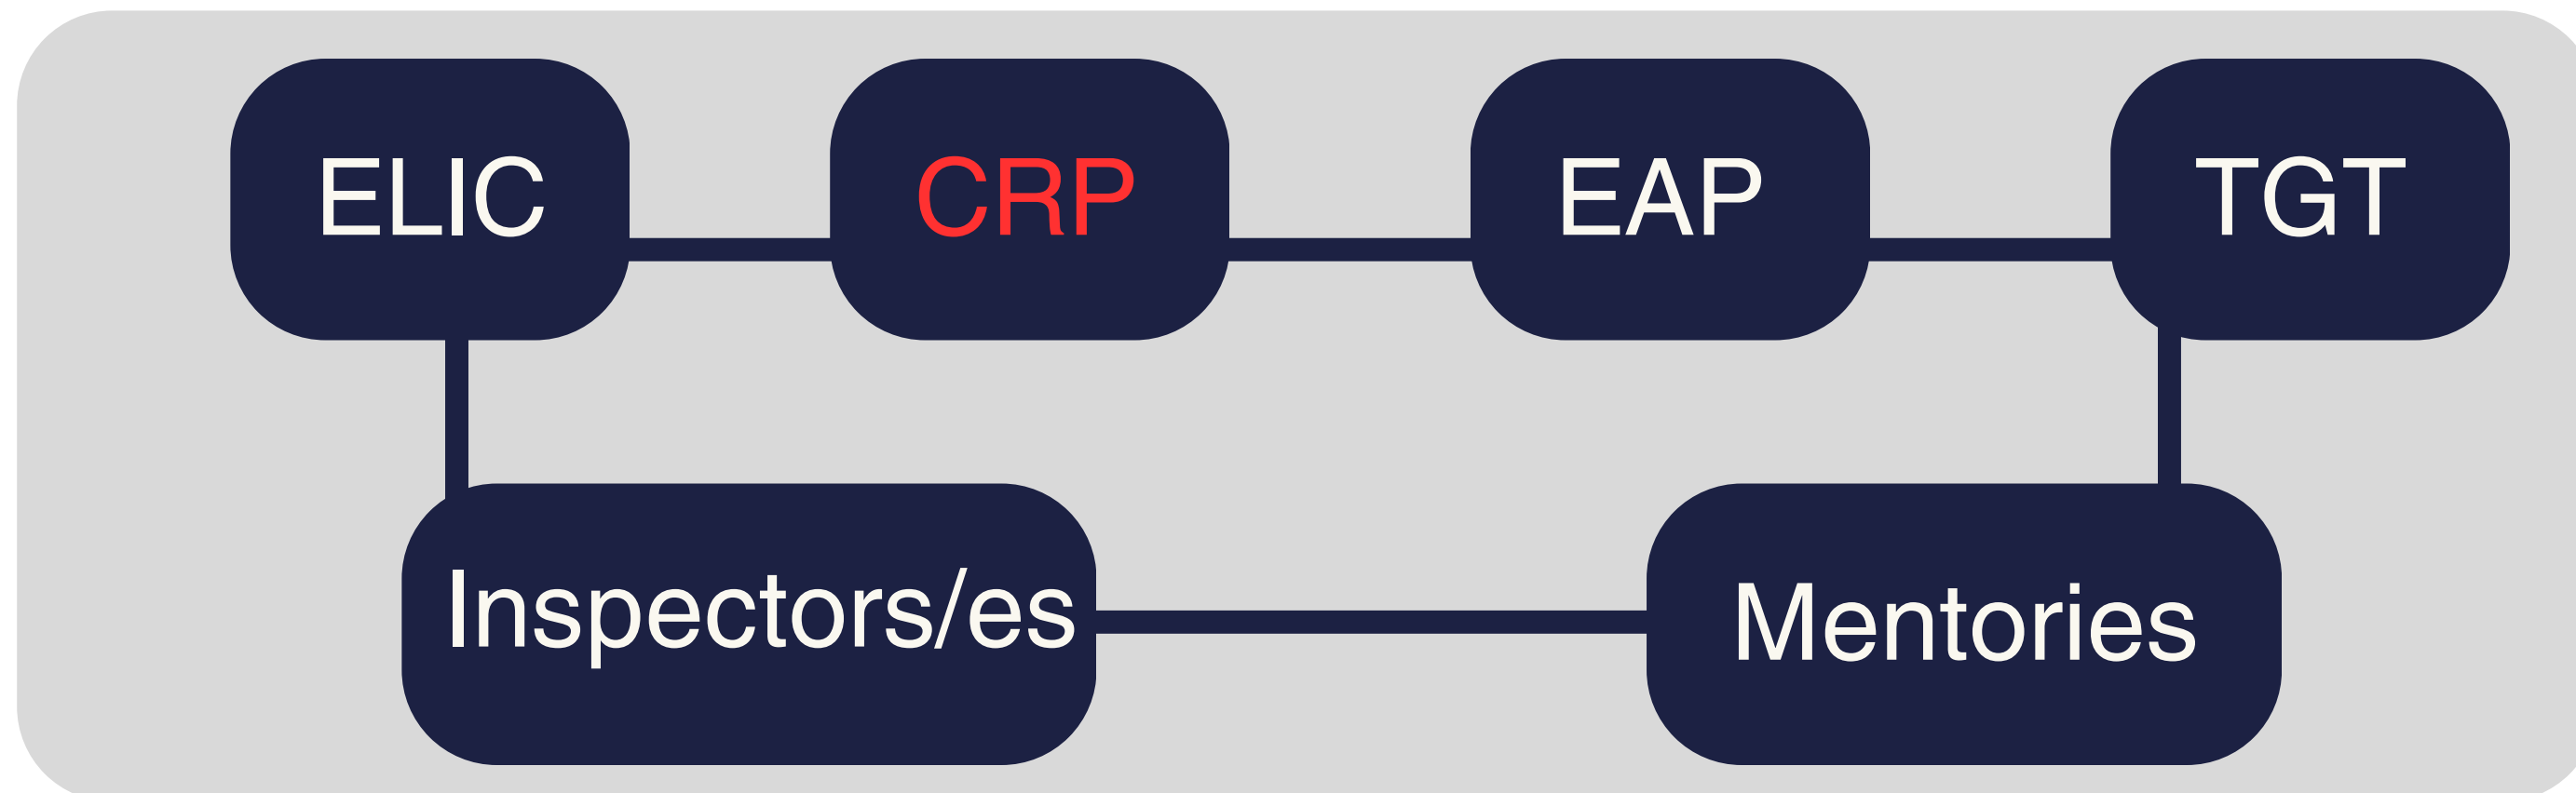 ELIC
CRP
EAP
TGT
Inspectors/es
Mentories